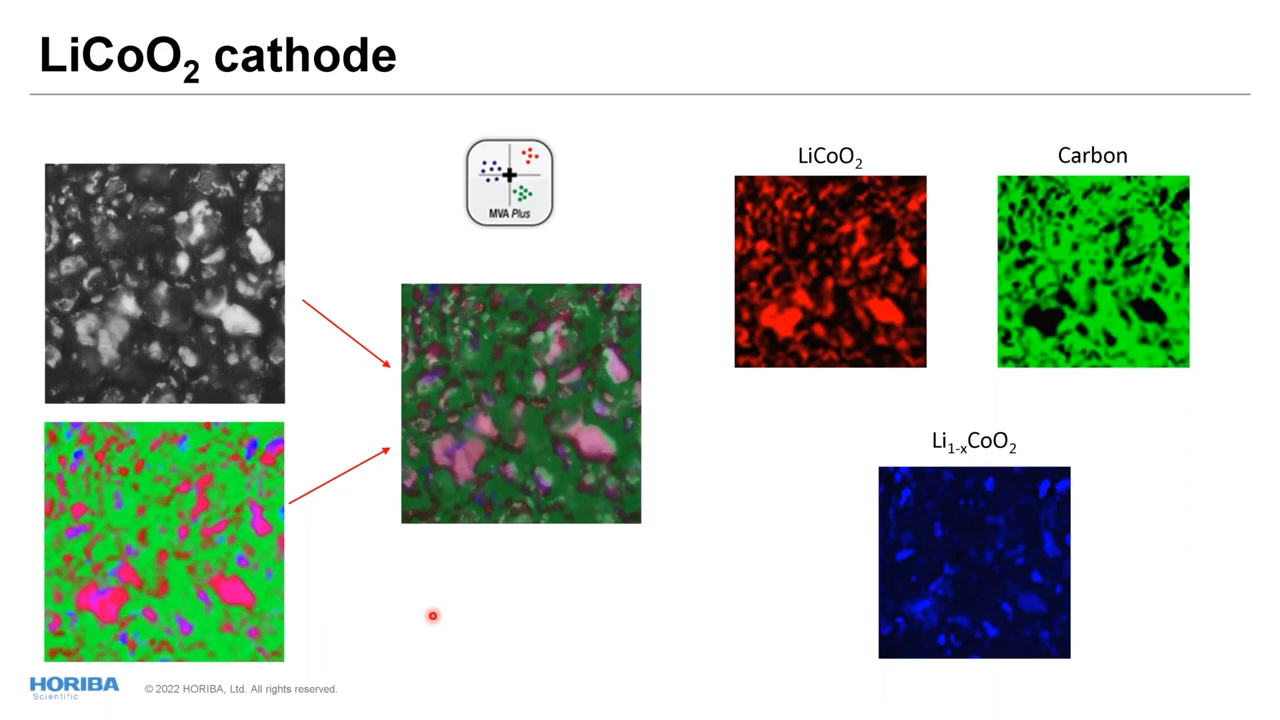 LiCoO₂ cathode
MVA Plus
LiCoO₂
Carbon
Li₁₋ₓCoO₂
HORIBA
Scientific
© 2022 HORIBA, Ltd. All rights reserved.